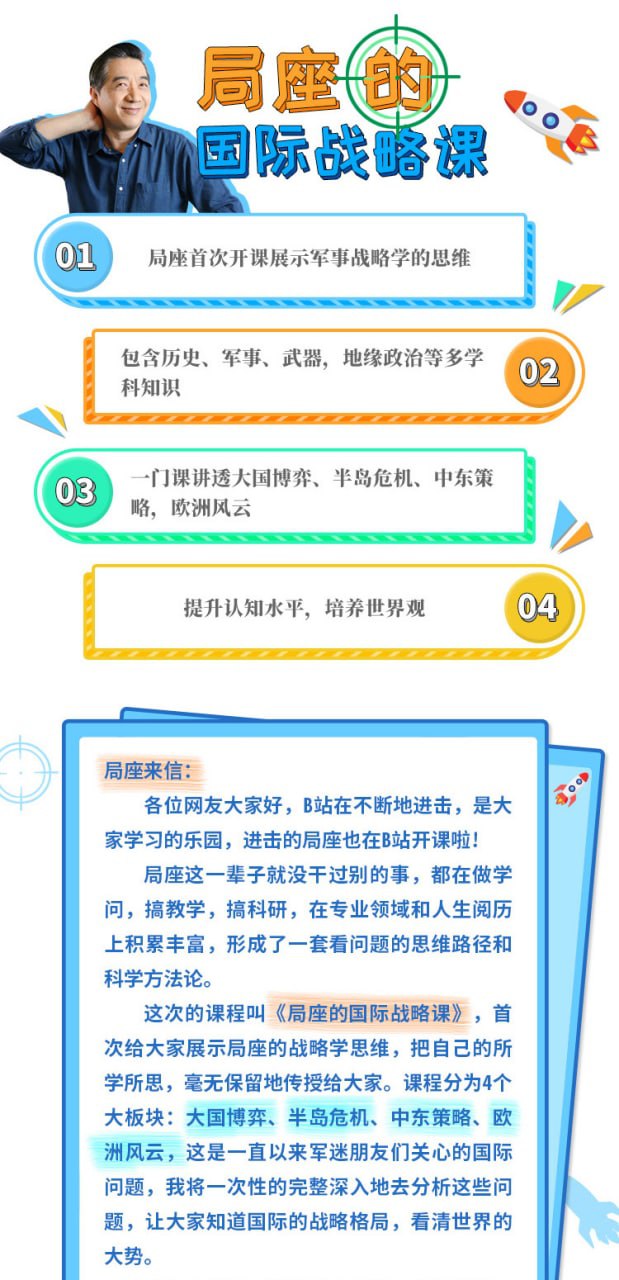 局座的
国际战略课
01
局座首次开课展示军事战略学的思维
包含历史、军事、武器，地缘政治等多学
科知识
02
03
一门课讲透大国博弈、半岛危机、中东策
略，欧洲风云
提升认知水平，培养世界观
04
局座来信：
各位网友大家好，B站在不断地进击，是大
家学习的乐园，进击的局座也在B站开课啦！
局座这一辈子就没干过别的事，都在做学
问，搞教学，搞科研，在专业领域和人生阅历
上积累丰富，形成了一套看问题的思维路径和
科学方法论。
这次的课程叫《局座的国际战略课》，首
次给大家展示局座的战略学思维，把自己的所
学所思，毫无保留地传授给大家。课程分为4个
大板块：大国博弈、半岛危机、中东策略、欧
洲风云，这是一直以来军迷朋友们关心的国际
问题，我将一次性的完整深入地去分析这些问
题，让大家知道国际的战略格局，看清世界的
大势。